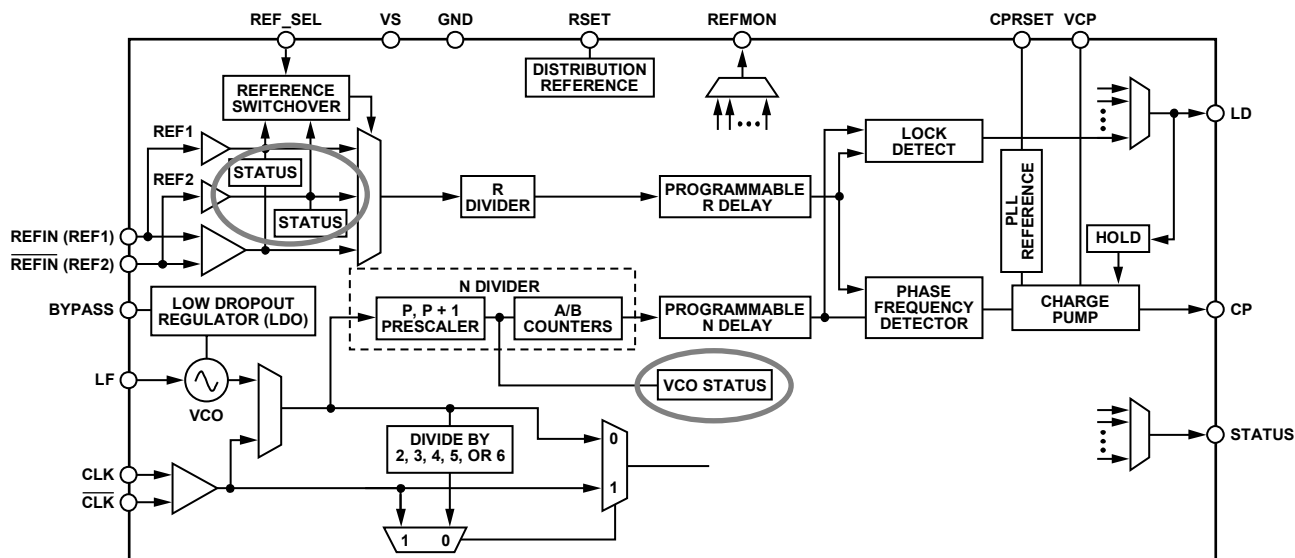 REF_SEL
VS
GND
RSET
REFMON
CPRSET
VCP
DISTRIBUTION
REFERENCE
REFERENCE
SWITCHOVER
REF1
STATUS
REF2
STATUS
REFIN (REF1)
REFIN (REF2)
BYPASS
LF
CLK
CLK
LOW DROPOUT
REGULATOR (LDO)
VCO
R
DIVIDER
PROGRAMMABLE
R DELAY
LOCK
DETECT
LD
PLL
REFERENCE
HOLD
N DIVIDER
P, P + 1
PRESCALER
A/B
COUNTERS
PROGRAMMABLE
N DELAY
PHASE
FREQUENCY
DETECTOR
CHARGE
PUMP
CP
VCO STATUS
DIVIDE BY
2, 3, 4, 5, OR 6
0
1
1 0
STATUS